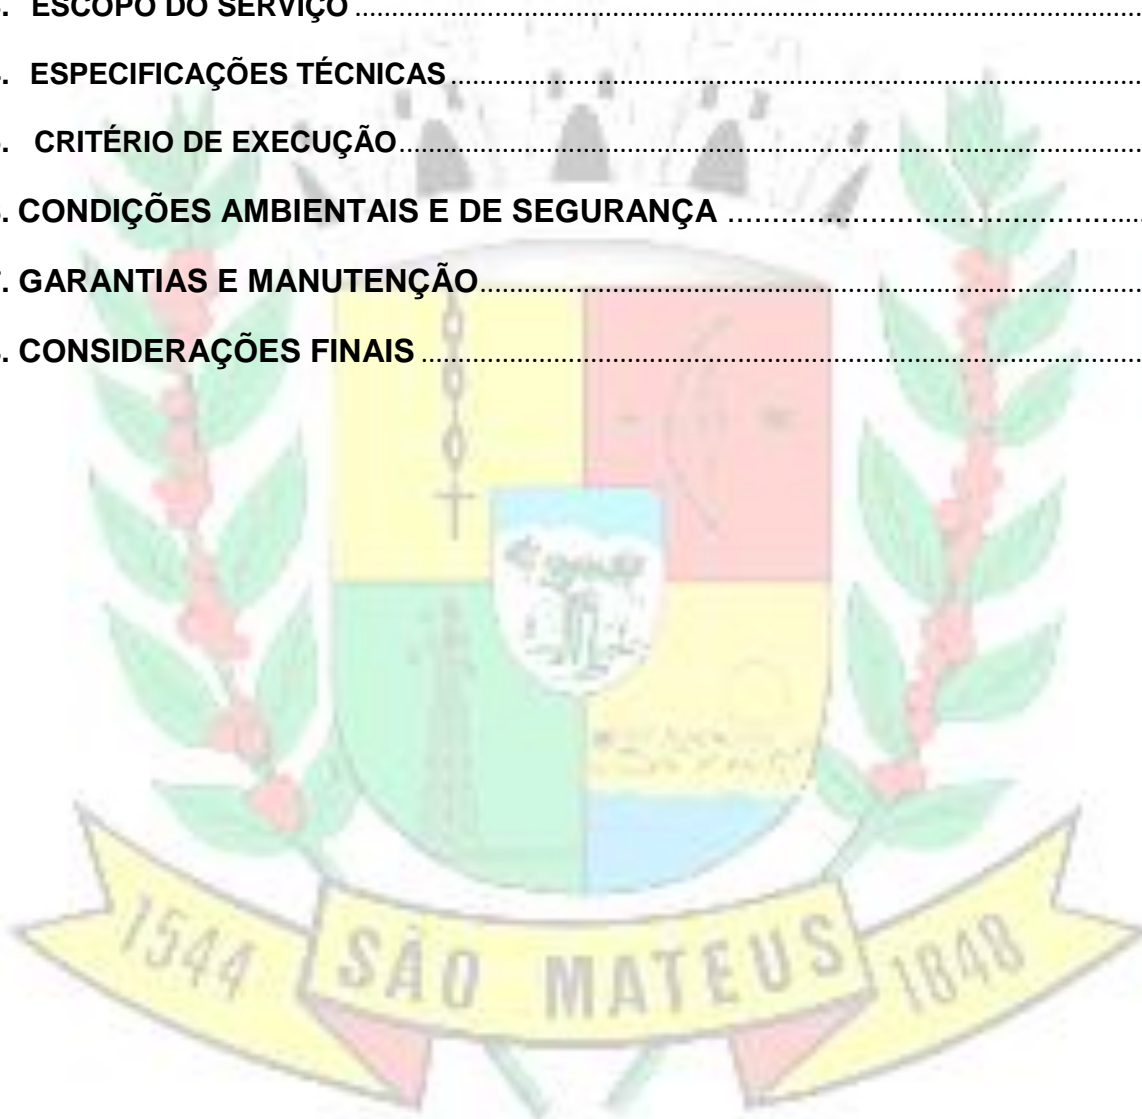 . ESCOPO DO SERVIÇO
. ESPECIFICAÇÕES TÉCNICAS
. CRITÉRIO DE EXECUÇÃO
. CONDIÇÕES AMBIENTAIS E DE SEGURANÇA
. GARANTIAS E MANUTENÇÃO
. CONSIDERAÇÕES FINAIS
1544 SÃO MATEUS 1848